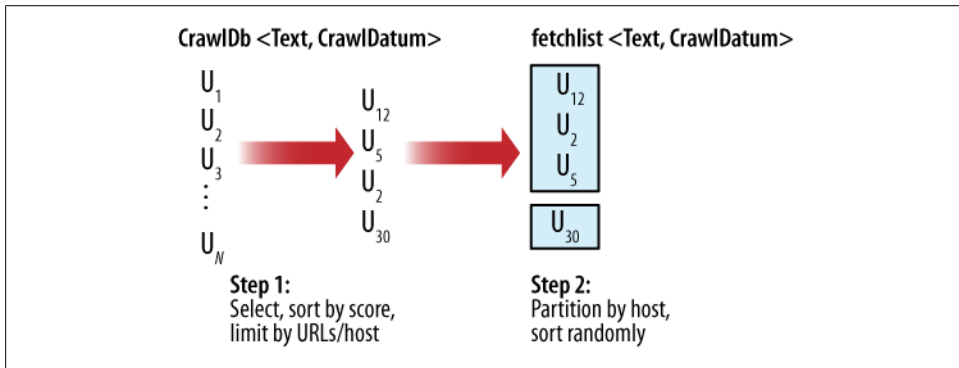 CrawlDb <Text, CrawlDatum>
U1
U2
U3
⋮
UN
U12
U5
U2
U30
Step 1:
Select, sort by score,
limit by URLs/host
fetchlist <Text, CrawlDatum>
U12
U2
U5
U30
Step 2:
Partition by host,
sort randomly